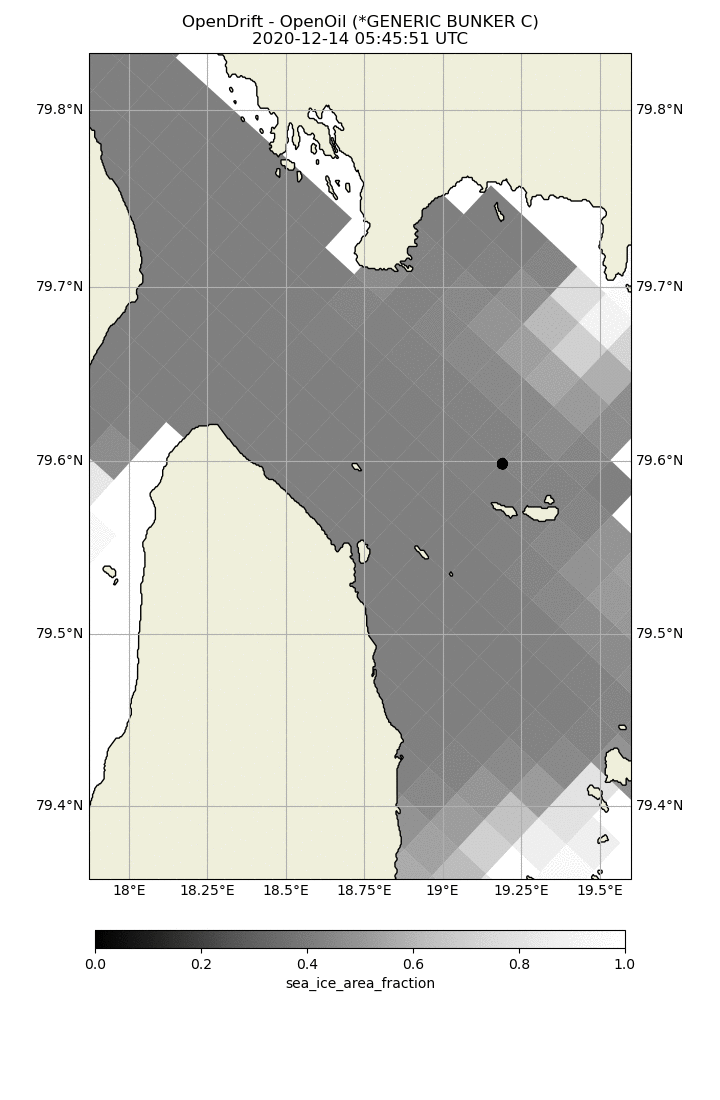 OpenDrift - OpenOil (*GENERIC BUNKER C)
2020-12-14 05:45:51 UTC
79.8°N 79.8°N
79.7°N 79.7°N
79.6°N 79.6°N
79.5°N 79.5°N
79.4°N 79.4°N
18°E 18.25°E 18.5°E 18.75°E 19°E 19.25°E 19.5°E
0.0 0.2 0.4 0.6 0.8 1.0
sea_ice_area_fraction